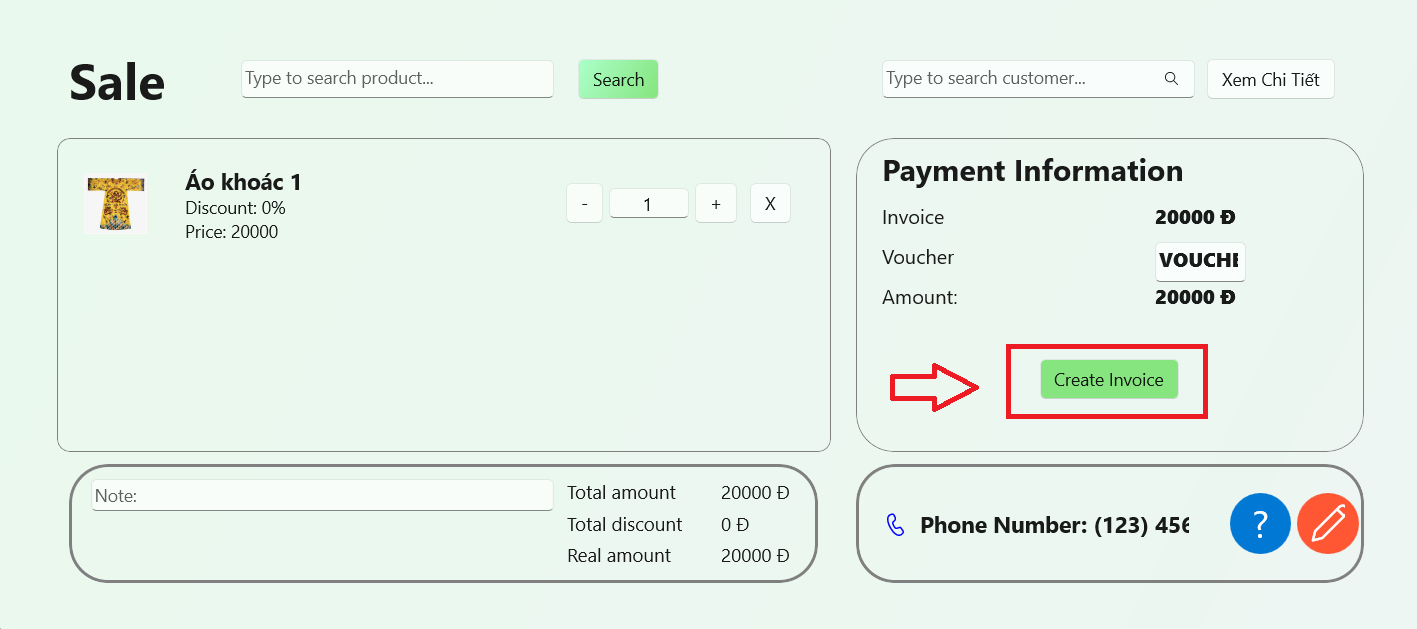 Sale
Type to search product...
Search
Type to search customer...
Xem Chi Tiết
Áo khoác 1
Discount: 0%
Price: 20000
-
1
+
X
Payment Information
Invoice 20000 Đ
Voucher VOUCHE
Amount: 20000 Đ
Create Invoice
Note:
Total amount 20000 Đ
Total discount 0 Đ
Real amount 20000 Đ
Phone Number: (123) 456
?